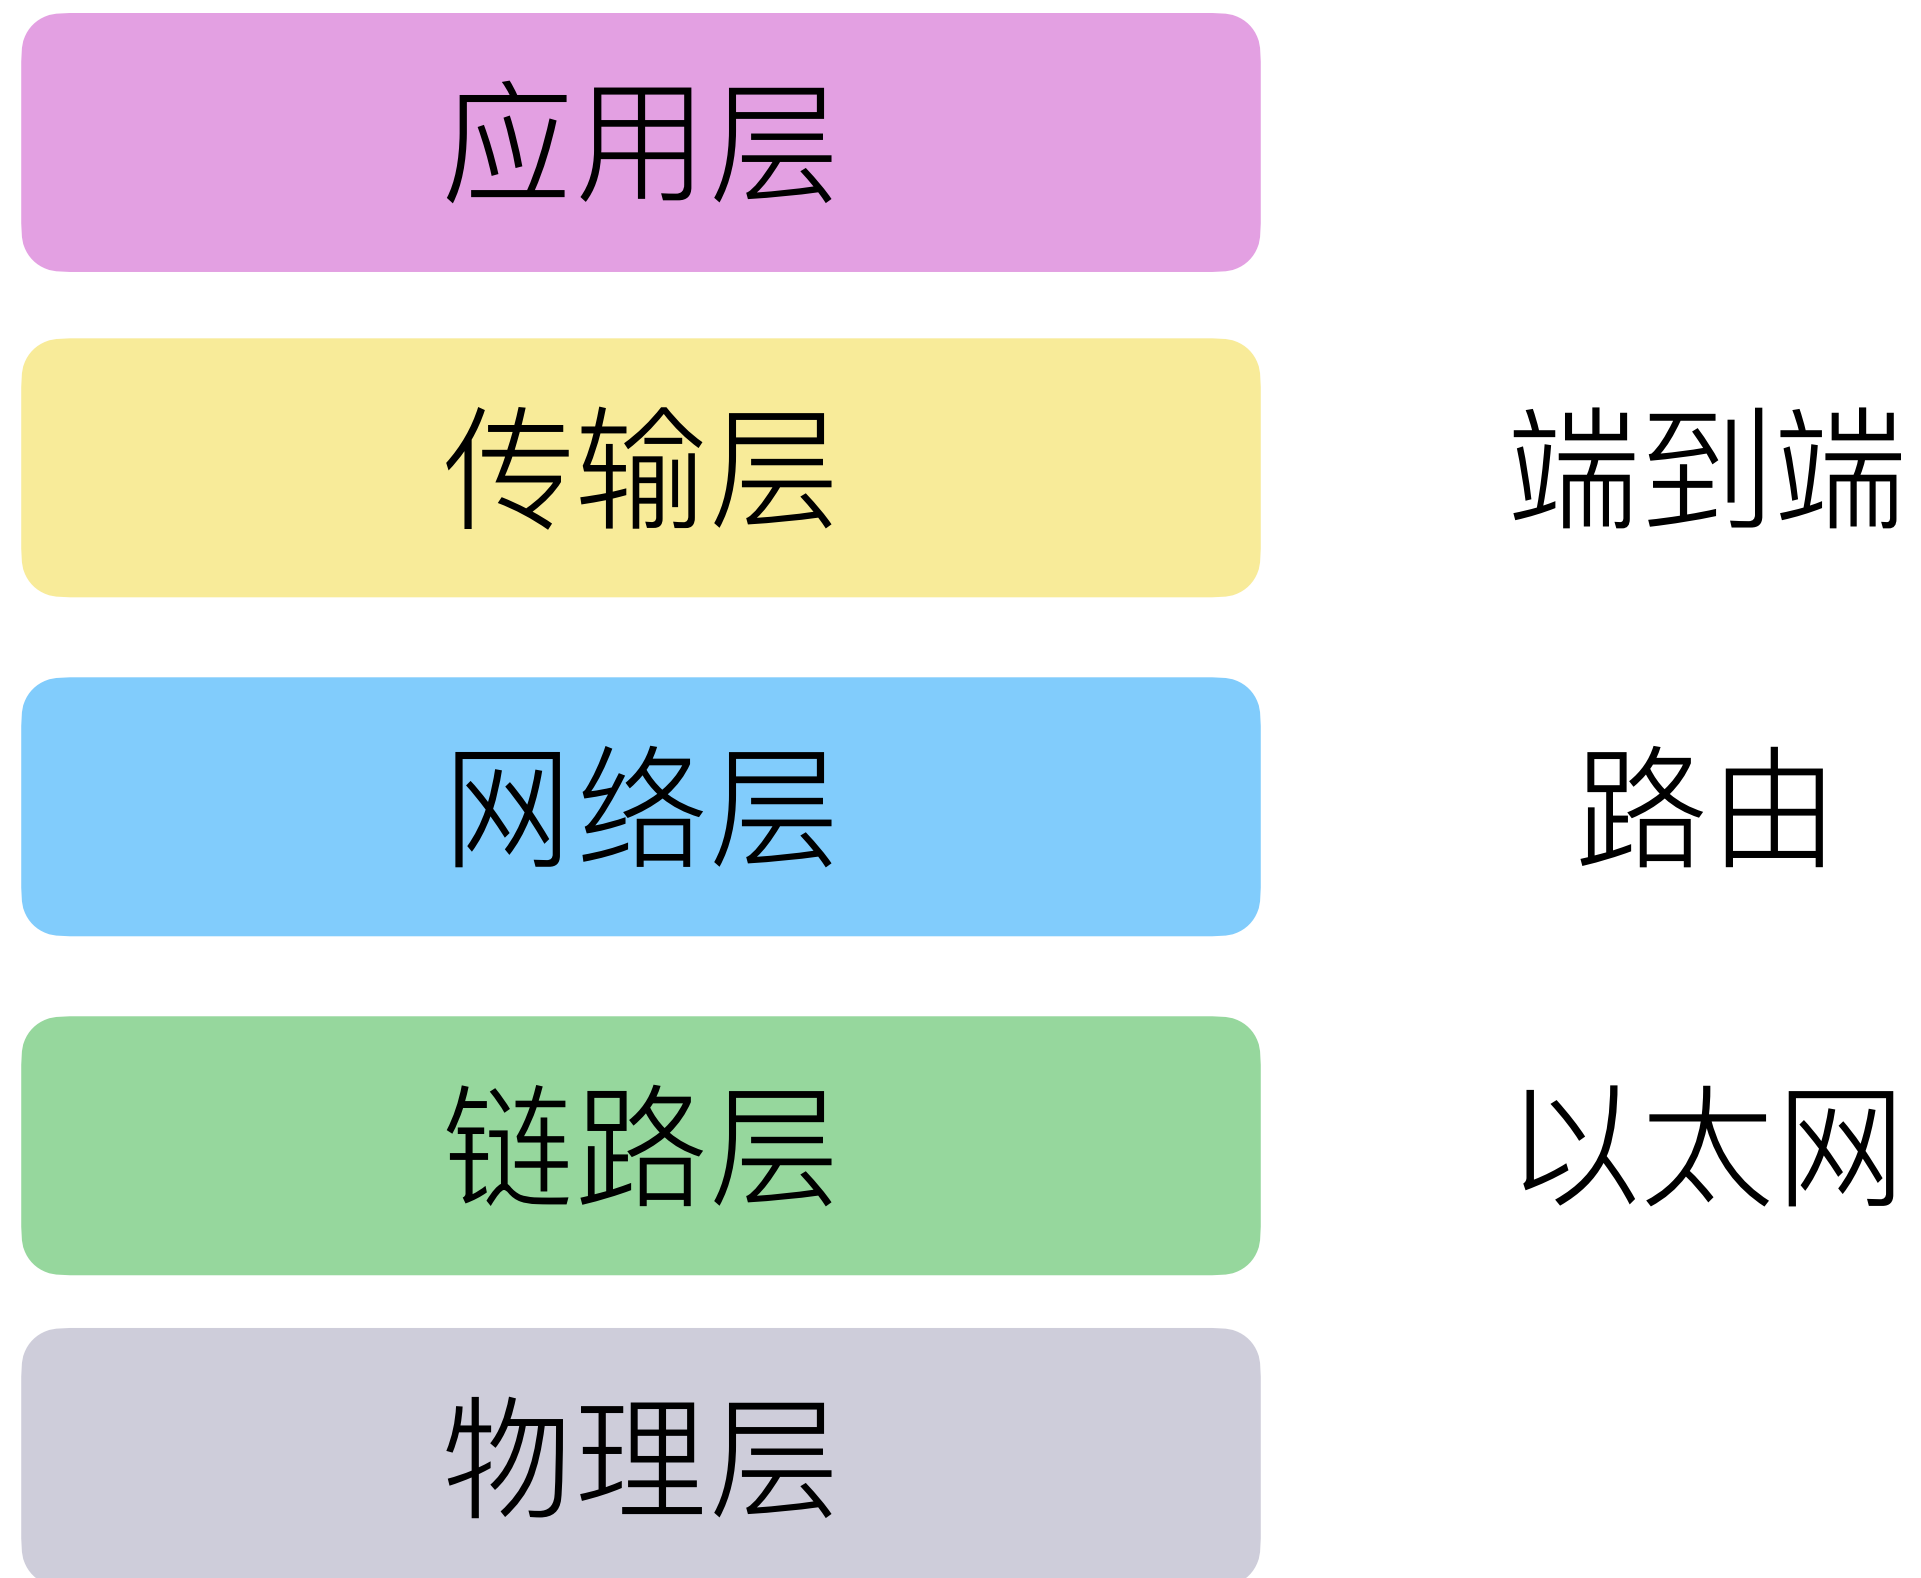 应用层
传输层 端到端
网络层 路由
链路层 以太网
物理层